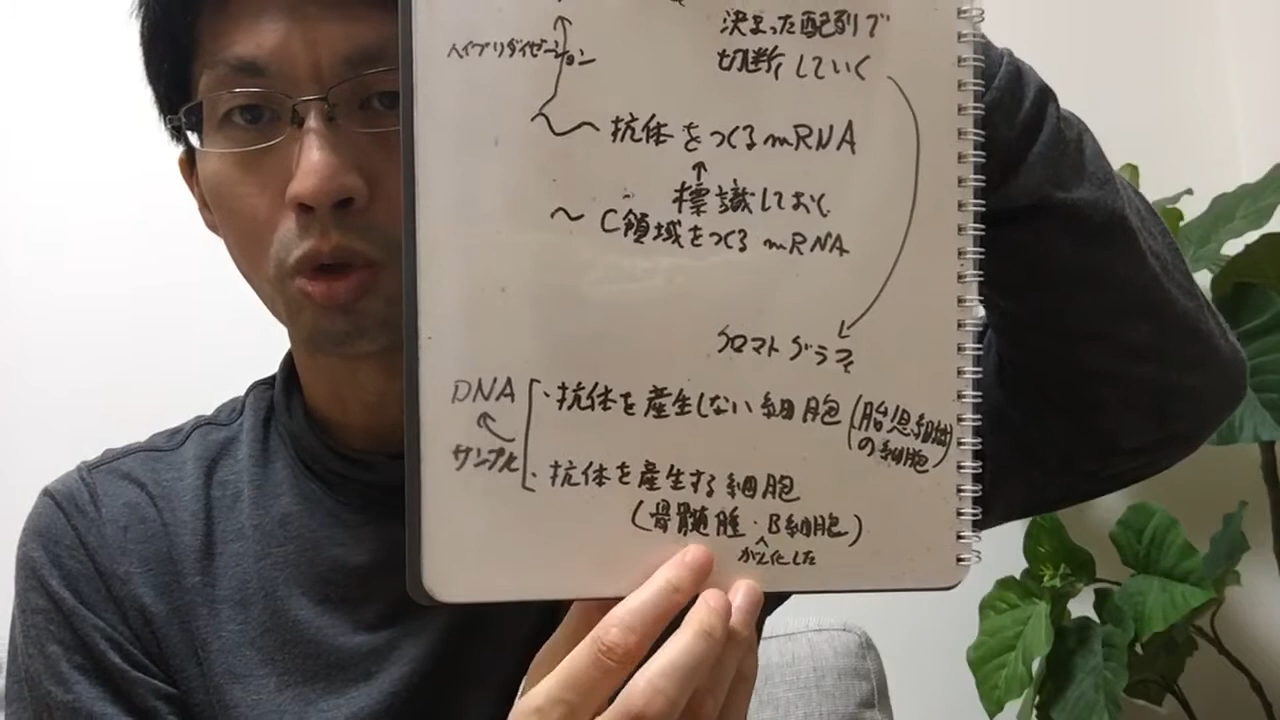 決まった配列で
切断していく
ハイブリダイゼーション
抗体をつくるmRNA
↑
標識しておく
〜 C領域をつくるmRNA
クロマトグラフ
DNA
サンプル
・抗体を産生しない細胞(胎児組織の細胞)
・抗体を産生する細胞
(骨髄腫・B細胞)
がん化した